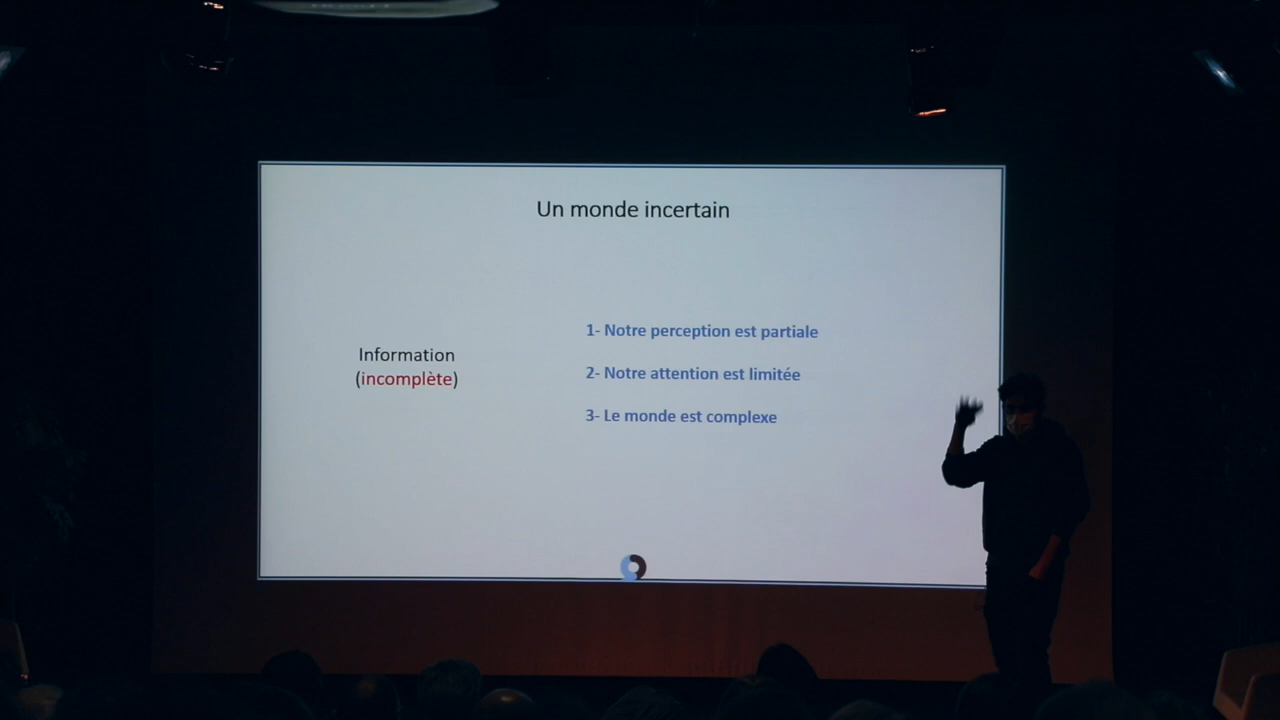 Un monde incertain
Information
(incomplète)
1- Notre perception est partiale
2- Notre attention est limitée
3- Le monde est complexe